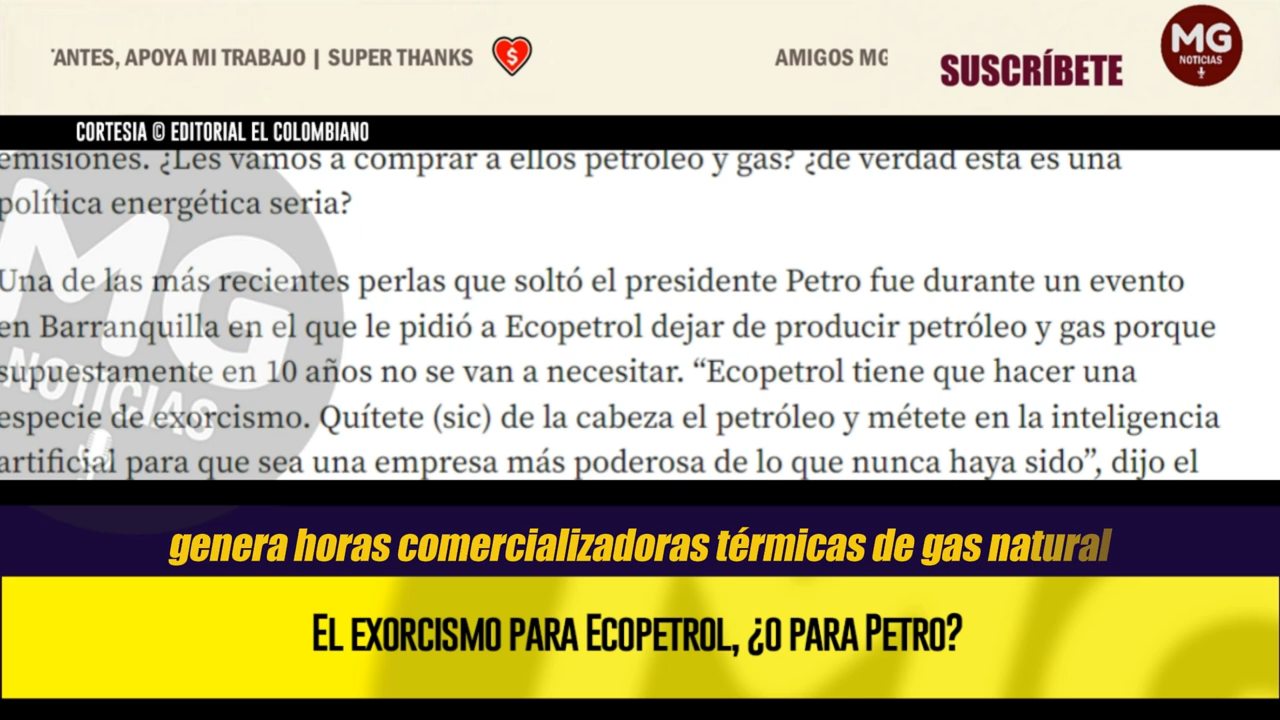 'ANTES, APOYA MI TRABAJO | SUPER THANKS
AMIGOS MG
SUSCRÍBETE
MG
NOTICIAS
CORTESIA © EDITORIAL EL COLOMBIANO
emisiones. ¿Les vamos a comprar a ellos petróleo y gas? ¿de verdad esta es una
política energética seria?
Una de las más recientes perlas que soltó el presidente Petro fue durante un evento
en Barranquilla en el que le pidió a Ecopetrol dejar de producir petróleo y gas porque
supuestamente en 10 años no se van a necesitar. “Ecopetrol tiene que hacer una
especie de exorcismo. Quítete (sic) de la cabeza el petróleo y métete en la inteligencia
artificial para que sea una empresa más poderosa de lo que nunca haya sido”, dijo el
MG
NOTICIAS
genera horas comercializadoras térmicas de gas natural
EL EXORCISMO PARA ECOPETROL, ¿O PARA PETRO?